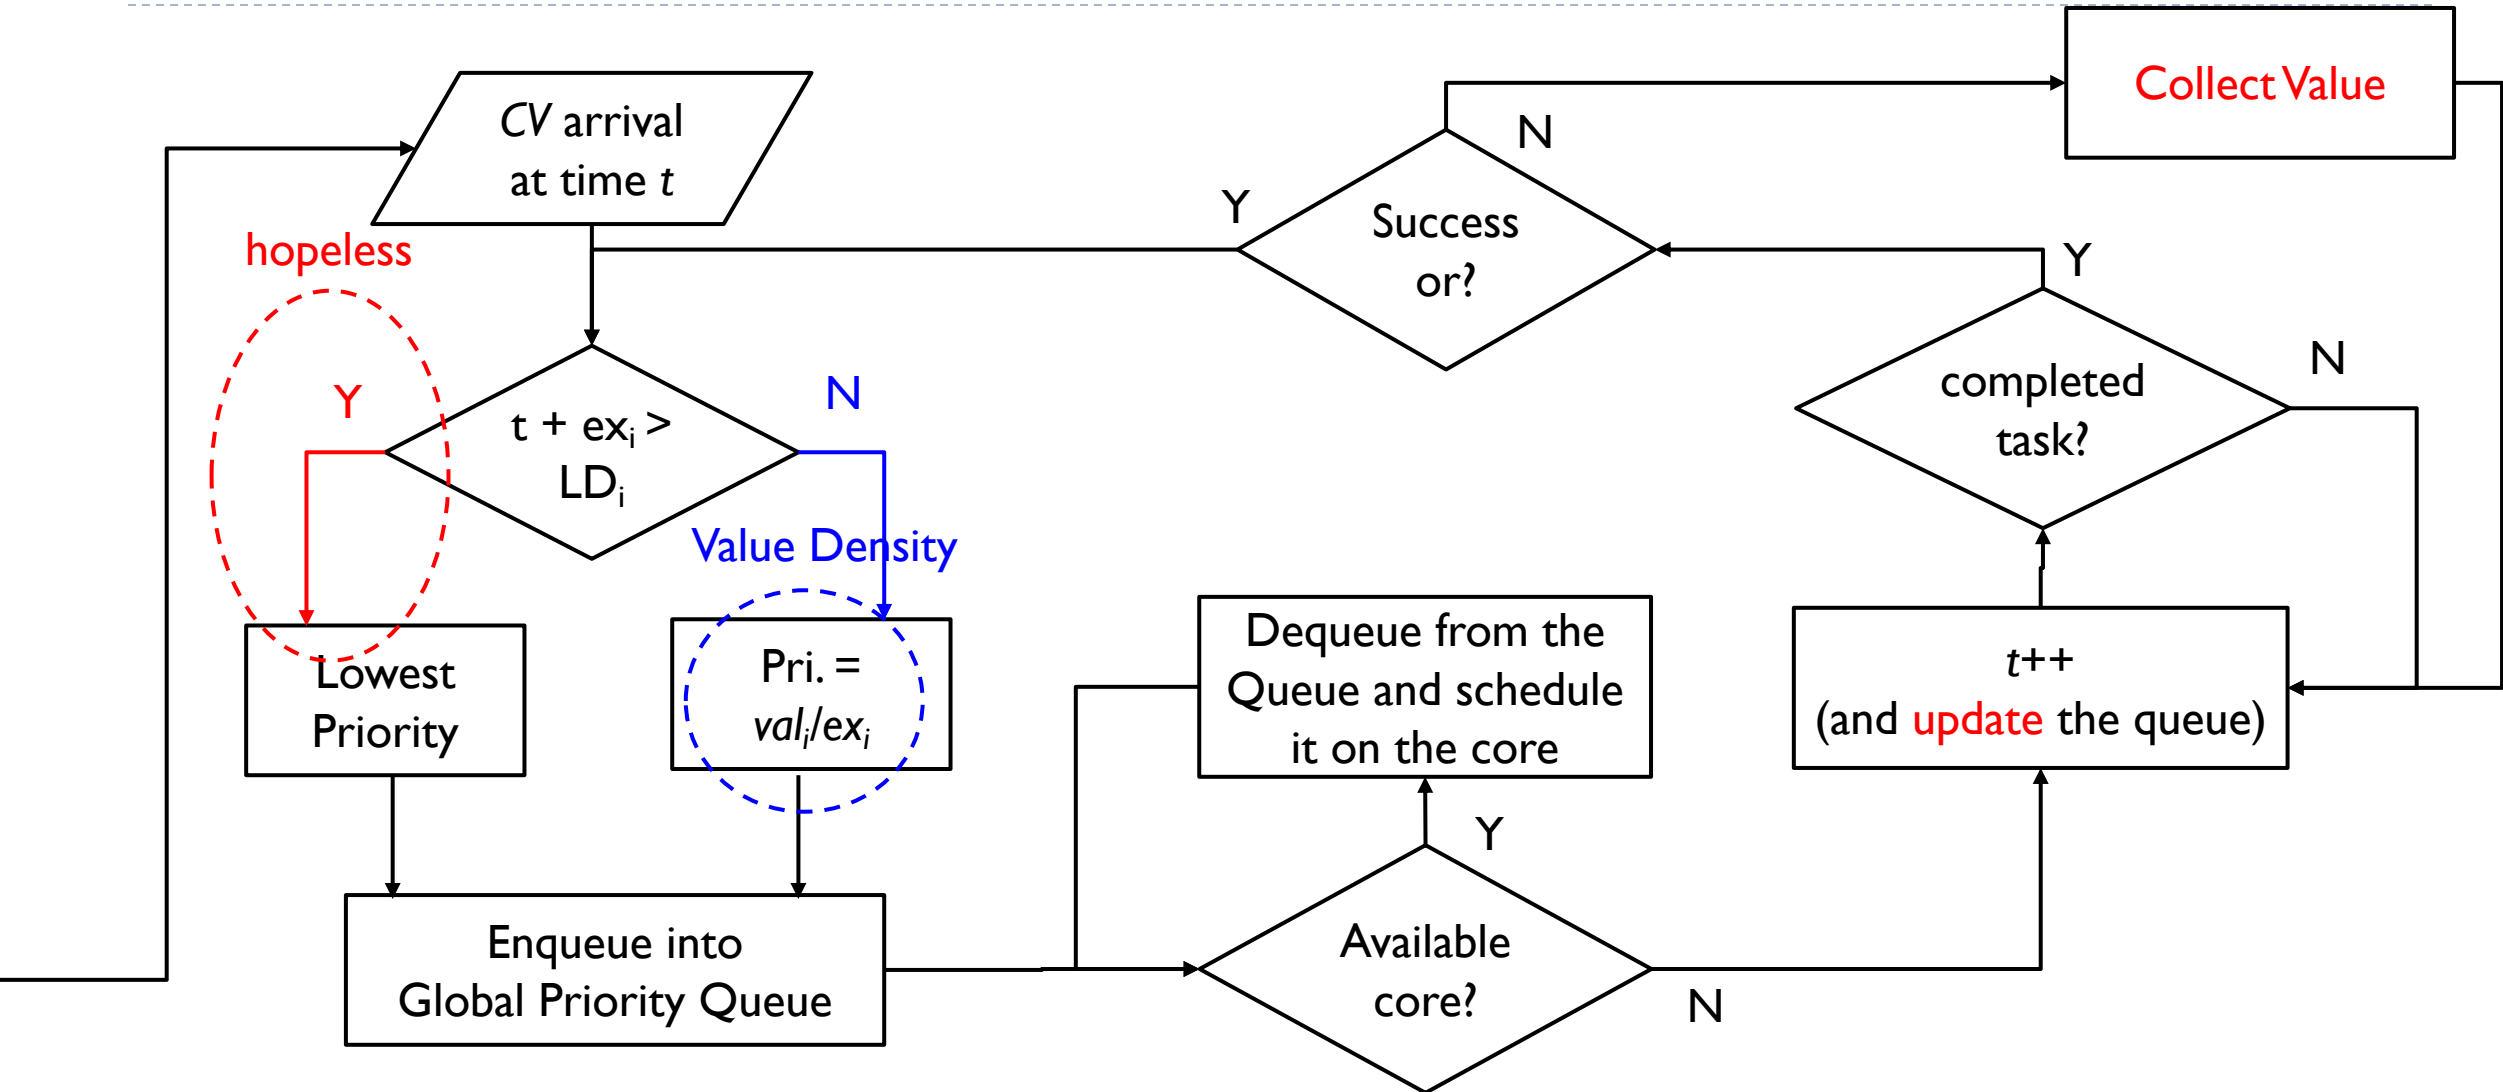 CV arrival
at time t
hopeless
Y
t + exi >
LDi
N
Value Density
Lowest
Priority
Pri. =
vali/exi
Enqueue into
Global Priority Queue
Available
core?
Y
N
Dequeue from the
Queue and schedule
it on the core
t++
(and update the queue)
completed
task?
Y
N
Success
or?
Y
N
Collect Value